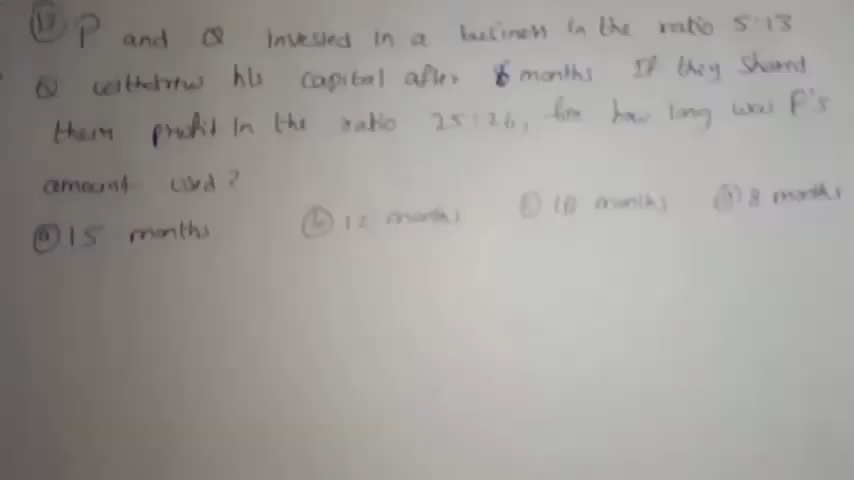 P and Q invested in a business in the ratio 5:13
Q withdrew his capital after 6 months If they Shared
their profit in the ratio 25:26, for how long was P's
amount used?
(a) 15 months (b) 12 months (c) 10 months (d) 8 months